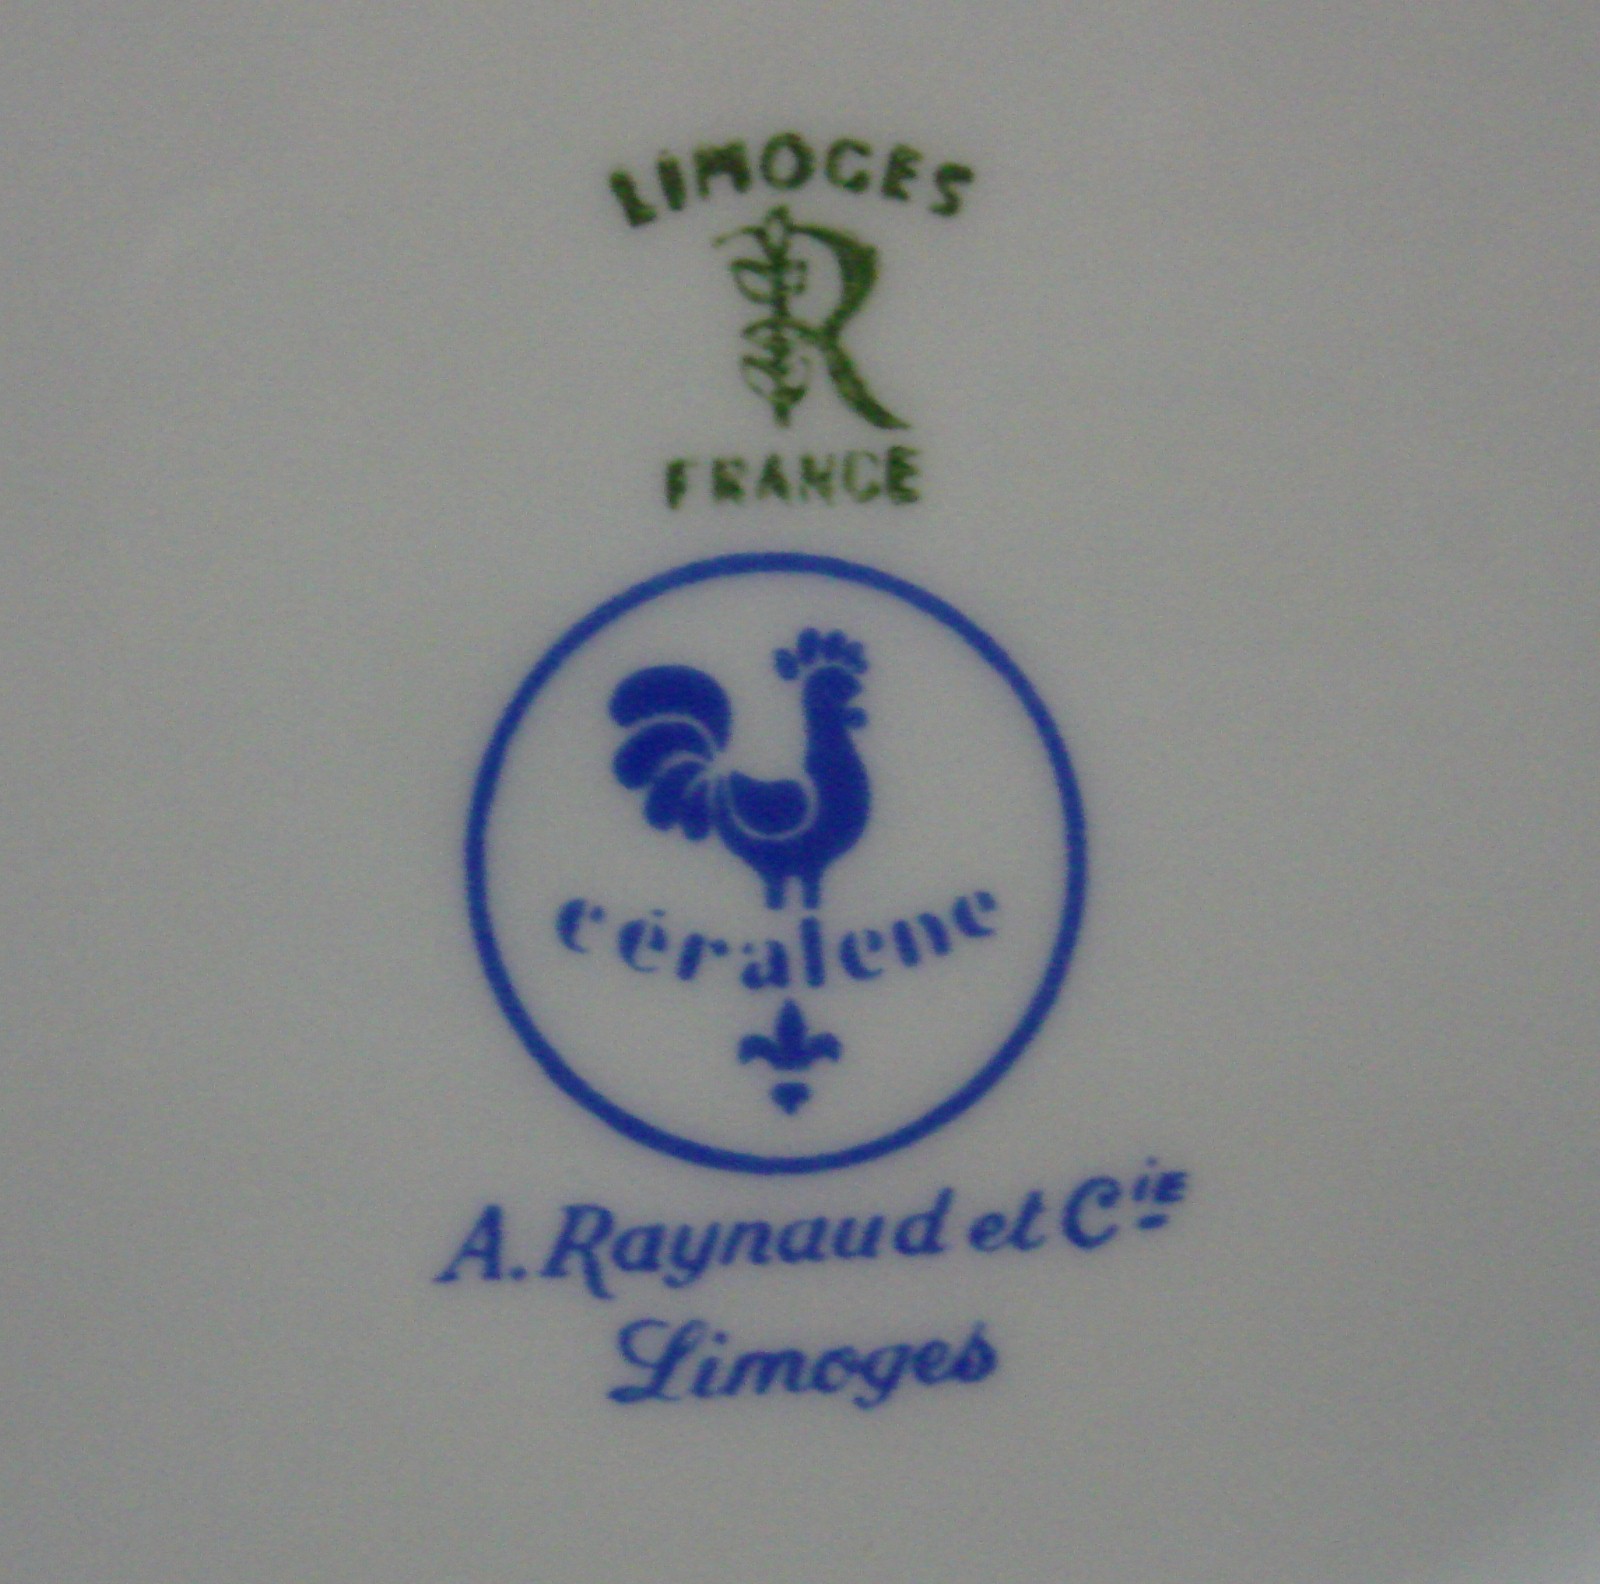 LIMOGES
R
FRANCE
céralene
A. Raynaud et Cie
Limoges